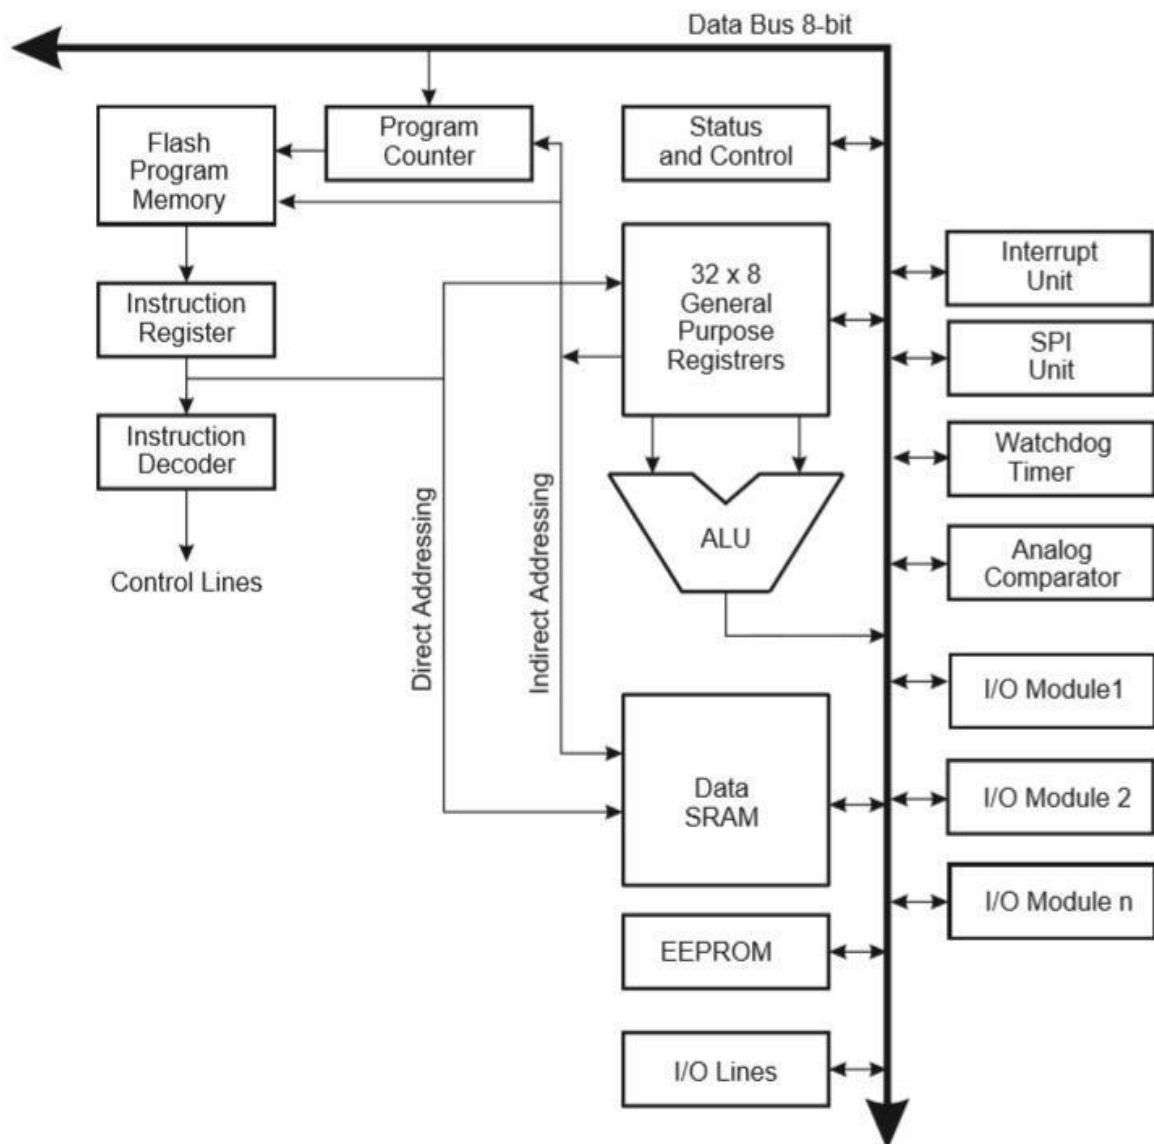 Data Bus 8-bit
Flash
Program
Memory
Program
Counter
Status
and Control
32 x 8
General
Purpose
Registrers
Interrupt
Unit
Instruction
Register
SPI
Unit
Instruction
Decoder
Watchdog
Timer
Control Lines
Direct Addressing
Indirect Addressing
ALU
Analog
Comparator
I/O Module1
Data
SRAM
I/O Module 2
I/O Module n
EEPROM
I/O Lines